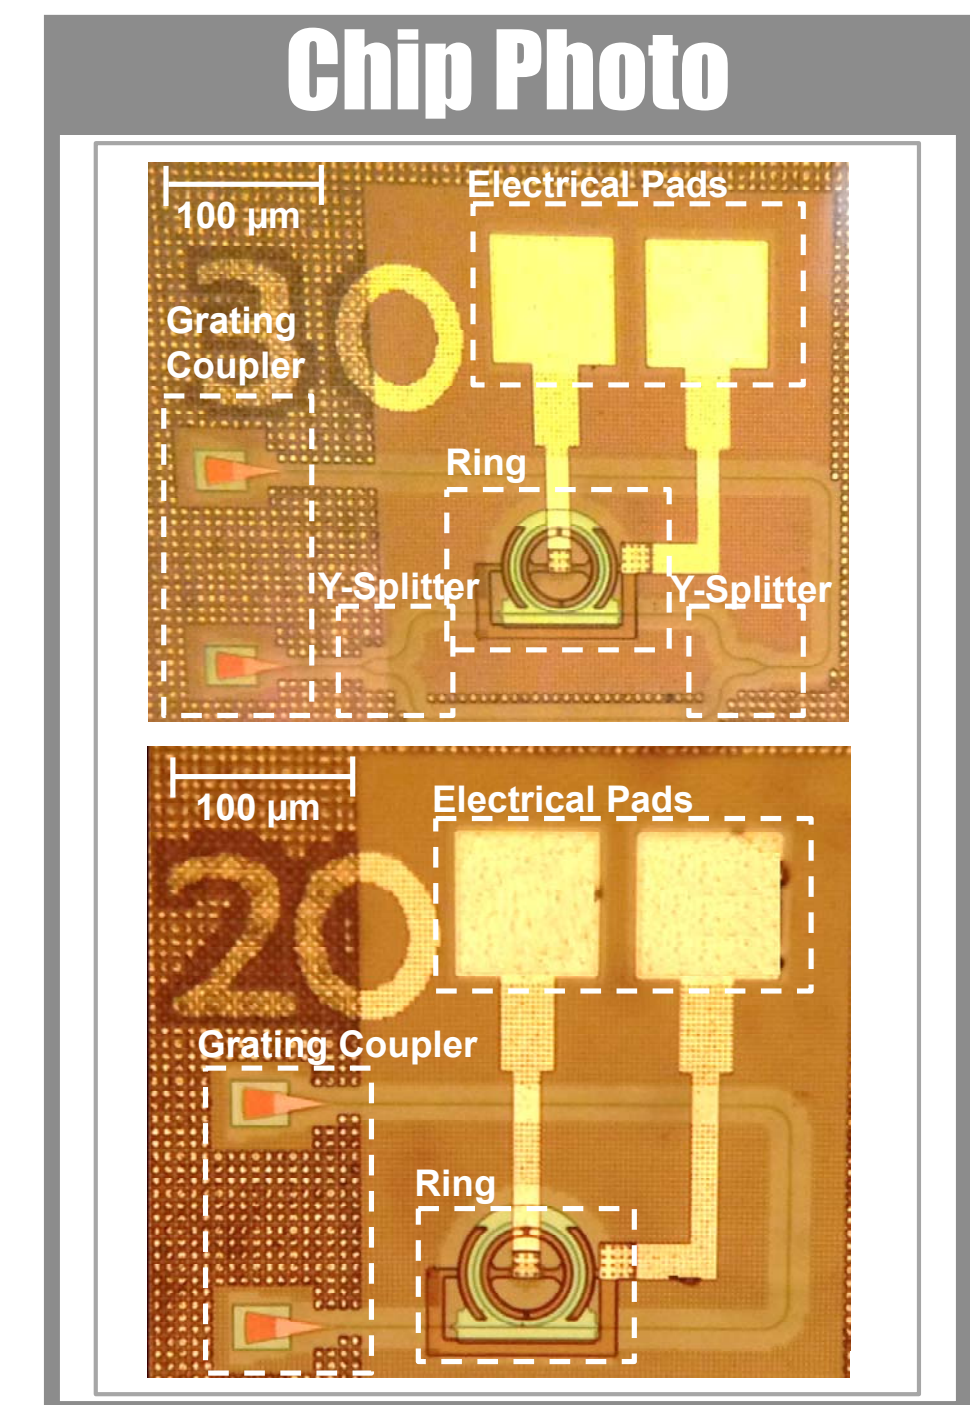 Chip Photo
100 µm
Electrical Pads
30
Grating
Coupler
Ring
Y-Splitter
Y-Splitter
100 µm
Electrical Pads
20
Grating Coupler
Ring